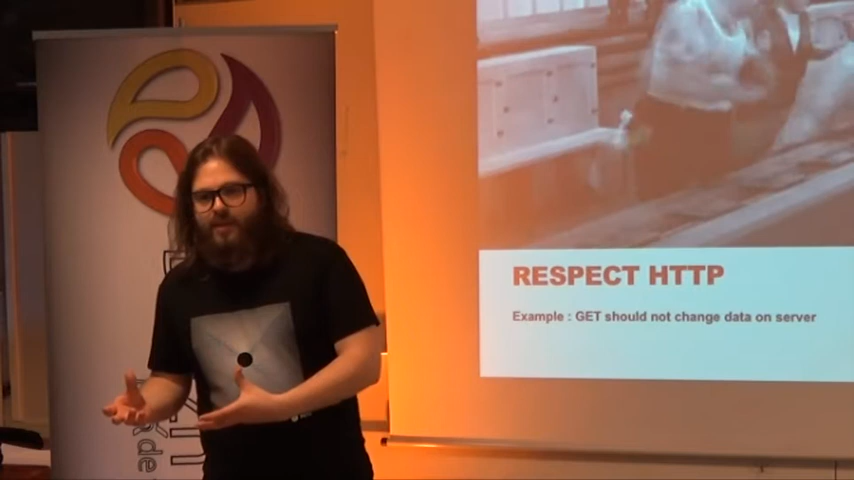 RESPECT HTTP
Example : GET should not change data on server